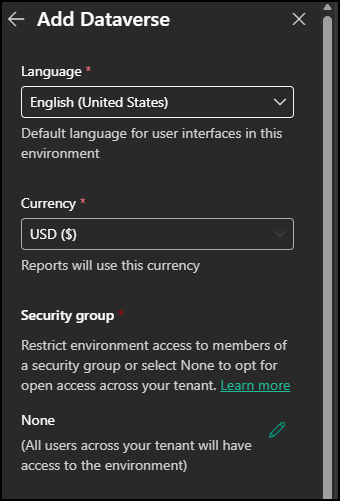 Add Dataverse
Language *
English (United States)
Default language for user interfaces in this
environment
Currency *
USD ($)
Reports will use this currency
Security group *
Restrict environment access to members of
a security group or select None to opt for
open access across your tenant. Learn more
None
(All users across your tenant will have
access to the environment)